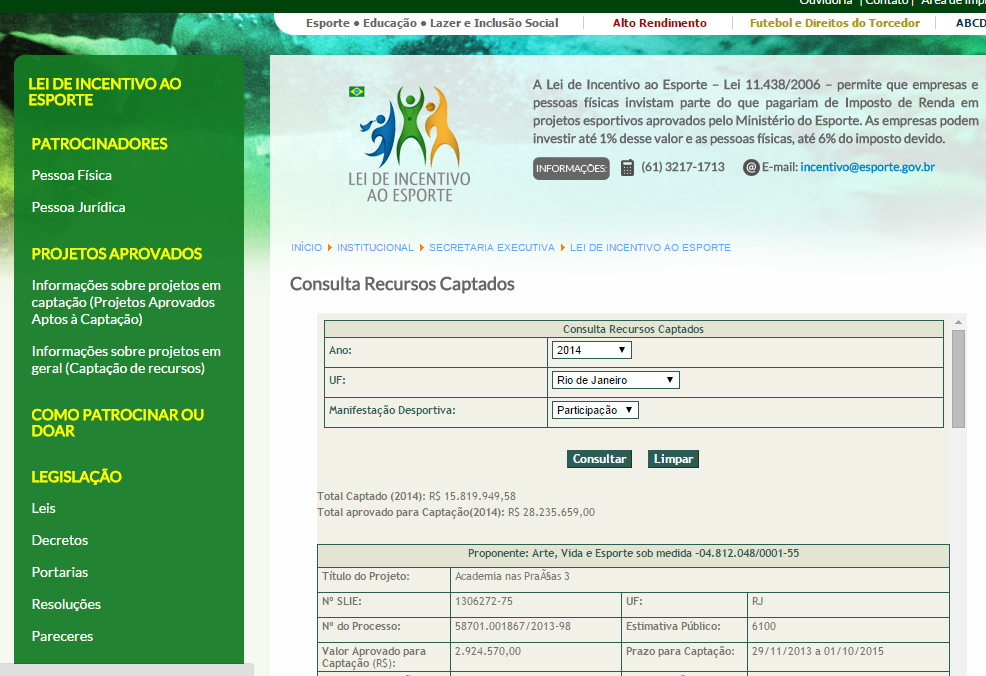 Ouvidoria | Contato | Área de Imp
Esporte ● Educação ● Lazer e Inclusão Social
Alto Rendimento
Futebol e Direitos do Torcedor
ABCD
LEI DE INCENTIVO AO
ESPORTE
PATROCINADORES
Pessoa Física
Pessoa Jurídica
PROJETOS APROVADOS
Informações sobre projetos em
captação (Projetos Aprovados
Aptos à Captação)
Informações sobre projetos em
geral (Captação de recursos)
COMO PATROCINAR OU
DOAR
LEGISLAÇÃO
Leis
Decretos
Portarias
Resoluções
Pareceres
LEI DE INCENTIVO
AO ESPORTE
A Lei de Incentivo ao Esporte – Lei 11.438/2006 – permite que empresas e
pessoas físicas invistam parte do que pagariam de Imposto de Renda em
projetos esportivos aprovados pelo Ministério do Esporte. As empresas podem
investir até 1% desse valor e as pessoas físicas, até 6% do imposto devido.
INFORMAÇÕES: (61) 3217-1713 @ E-mail: incentivo@esporte.gov.br
INÍCIO INSTITUCIONAL SECRETARIA EXECUTIVA LEI DE INCENTIVO AO ESPORTE
Consulta Recursos Captados
Consulta Recursos Captados
Ano: 2014
UF: Rio de Janeiro
Manifestação Desportiva: Participação
Consultar Limpar
Total Captado (2014): R$ 15.819.949,58
Total aprovado para Captação(2014): R$ 28.235.659,00
Proponente: Arte, Vida e Esporte sob medida -04.812.048/0001-55
Título do Projeto: Academia nas PraÃ§as 3
Nº SLIE: 1306272-75 UF: RJ
Nº do Processo: 58701.001867/2013-98 Estimativa Público: 6100
Valor Aprovado para
Captação (R$): 2.924.570,00 Prazo para Captação: 29/11/2013 a 01/10/2015